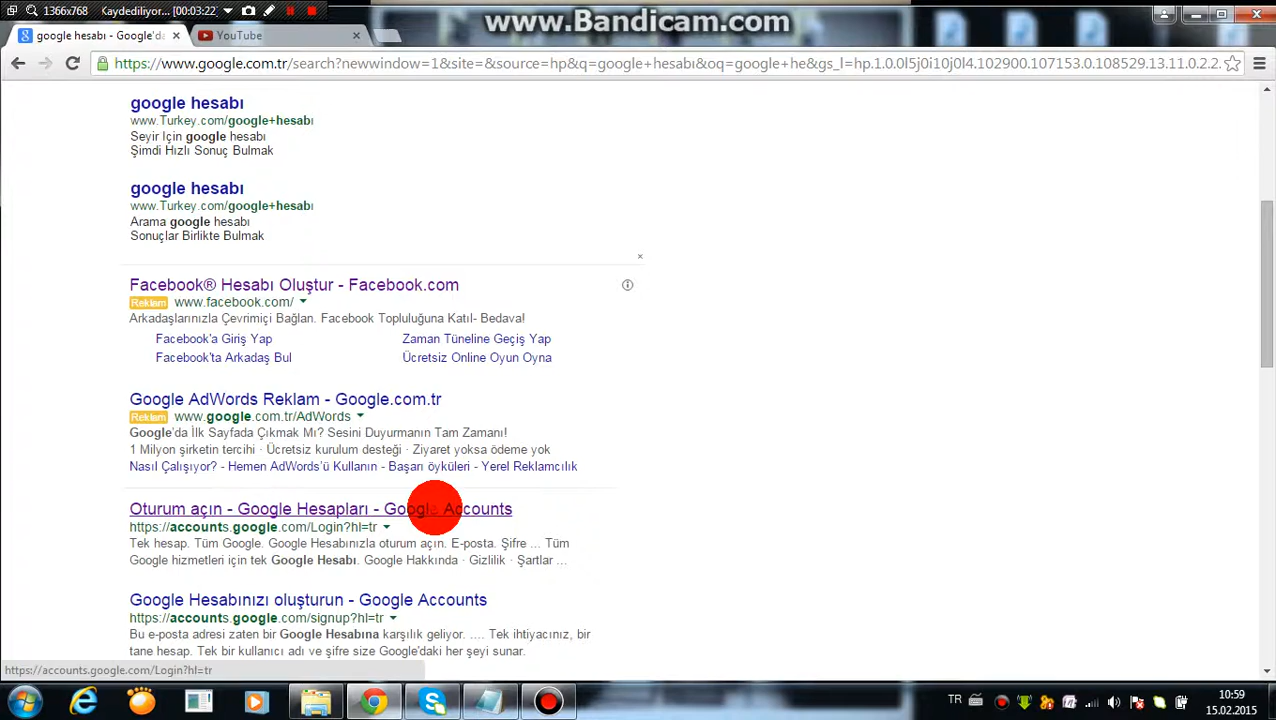 1366x768 Kaydediliyor... [00:03:22]
www.Bandicam.com
google hesabı - Google'da
YouTube
https://www.google.com.tr/search?newwindow=1&site=&source=hp&q=google+hesabı&oq=google+he&gs_l=hp.1.0.0l5j0i10j0l4.102900.107153.0.108529.13.11.0.2.2.
google hesabı
www.Turkey.com/google+hesabı
Seyir Için google hesabı
Şimdi Hızlı Sonuç Bulmak
google hesabı
www.Turkey.com/google+hesabı
Arama google hesabı
Sonuçlar Birlikte Bulmak
Facebook® Hesabı Oluştur - Facebook.com
Reklam www.facebook.com/
Arkadaşlarınızla Çevrimiçi Bağlan. Facebook Topluluğuna Katıl- Bedava!
Facebook'a Giriş Yap Zaman Tüneline Geçiş Yap
Facebook'ta Arkadaş Bul Ücretsiz Online Oyun Oyna
Google AdWords Reklam - Google.com.tr
Reklam www.google.com.tr/AdWords
Google'da İlk Sayfada Çıkmak Mı? Sesini Duyurmanın Tam Zamanı!
1 Milyon şirketin tercihi · Ücretsiz kurulum desteği · Ziyaret yoksa ödeme yok
Nasıl Çalışıyor? - Hemen AdWords'ü Kullanın - Başarı öyküleri - Yerel Reklamcılık
Oturum açın - Google Hesapları - Google Accounts
https://accounts.google.com/Login?hl=tr
Tek hesap. Tüm Google. Google Hesabınızla oturum açın. E-posta. Şifre ... Tüm
Google hizmetleri için tek Google Hesabı. Google Hakkında · Gizlilik · Şartlar ...
Google Hesabınızı oluşturun - Google Accounts
https://accounts.google.com/signup?hl=tr
Bu e-posta adresi zaten bir Google Hesabına karşılık geliyor. .... Tek ihtiyacınız, bir
tane hesap. Tek bir kullanıcı adı ve şifre size Google'daki her şeyi sunar.
https://accounts.google.com/Login?hl=tr
TR
10:59
15.02.2015